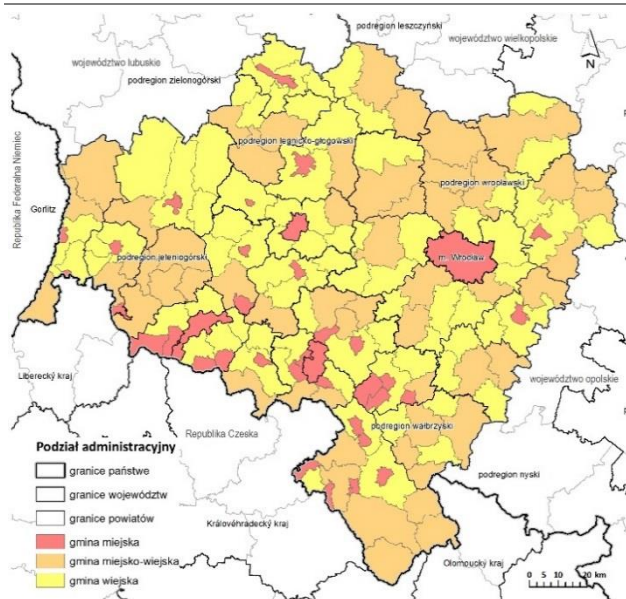 podregion leszczyński
województwo wielkopolskie
województwo lubuskie
podregion zielonogórski
N
Republika Federalna Niemiec
podregion legnicko-głogowski
podregion wrocławski
Gorlitz
m. Wrocław
podregion jeleniogórski
Liberecký kraj
województwo opolskie
Republika Czeska
podregion wałbrzyski
podregion nyski
Královéhradecký kraj
Olomoucký kraj
Podział administracyjny
granice państwe
granice województw
granice powiatów
gmina miejska
gmina miejsko-wiejska
gmina wiejska
0 5 10 20 km